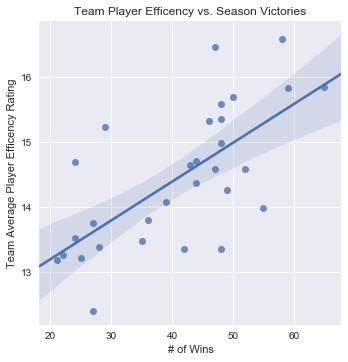 Team Player Efficency vs. Season Victories
Team Average Player Efficency Rating
16
15
14
13
20 30 40 50 60
# of Wins